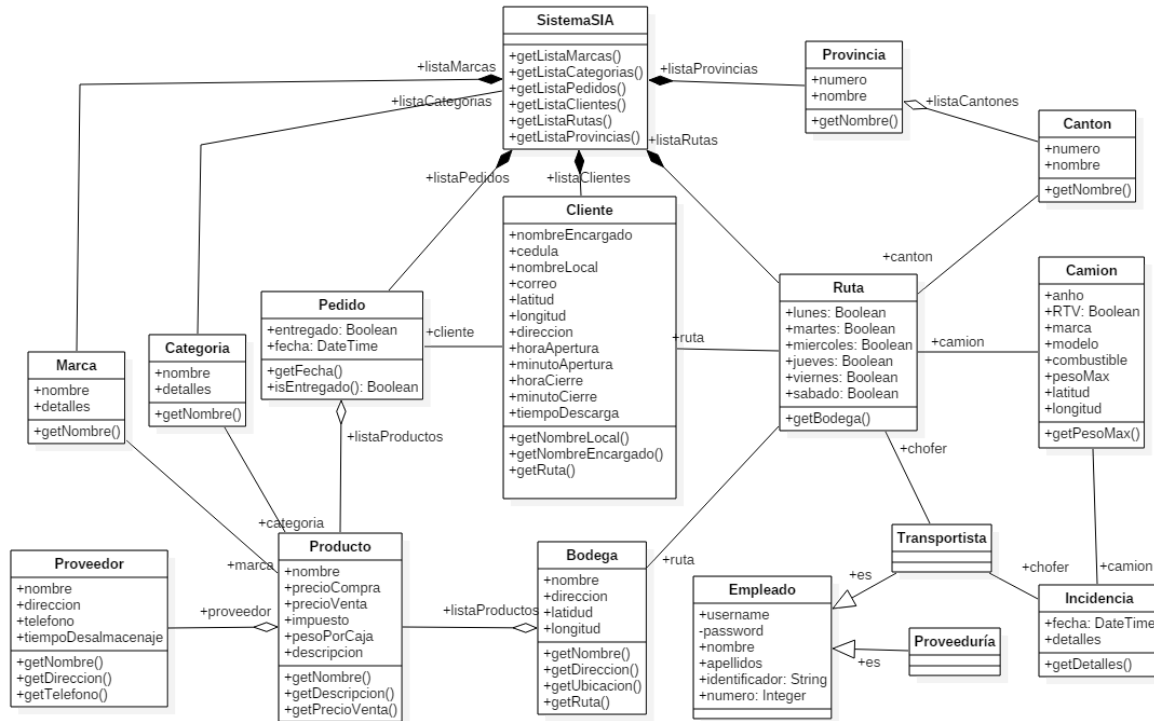 SistemaSIA
+getListaMarcas()
+getListaCategorias()
+getListaPedidos()
+getListaClientes()
+getListaRutas()
+getListaProvincias()
+listaMarcas
+listaCategorias
+listaPedidos
+listaClientes
+listaRutas
+listaProvincias
Provincia
+numero
+nombre
+getNombre()
+listaCantones
Canton
+numero
+nombre
+getNombre()
+canton
Cliente
+nombreEncargado
+cedula
+nombreLocal
+correo
+latitud
+longitud
+direccion
+horaApertura
+minutoApertura
+horaCierre
+minutoCierre
+tiempoDescarga
+getNombreLocal()
+getNombreEncargado()
+getRuta()
+cliente
+ruta
Pedido
+entregado: Boolean
+fecha: DateTime
+getFecha()
+isEntregado(): Boolean
+listaProductos
Ruta
+lunes: Boolean
+martes: Boolean
+miercoles: Boolean
+jueves: Boolean
+viernes: Boolean
+sabado: Boolean
+getBodega()
+camion
+chofer
Camion
+anho
+RTV: Boolean
+marca
+modelo
+combustible
+pesoMax
+latitud
+longitud
+getPesoMax()
Marca
+nombre
+detalles
+getNombre()
Categoria
+nombre
+detalles
+getNombre()
+categoria
+marca
Proveedor
+nombre
+direccion
+telefono
+tiempoDesalmacenaje
+getNombre()
+getDireccion()
+getTelefono()
+proveedor
Producto
+nombre
+precioCompra
+precioVenta
+impuesto
+pesoPorCaja
+descripcion
+getNombre()
+getDescripcion()
+getPrecioVenta()
+listaProductos
Bodega
+nombre
+direccion
+latidud
+longitud
+getNombre()
+getDireccion()
+getUbicacion()
+getRuta()
+ruta
Transportista
+es
+chofer
+camion
Empleado
+username
-password
+nombre
+apellidos
+identificador: String
+numero: Integer
Proveeduría
+es
Incidencia
+fecha: DateTime
+detalles
+getDetalles()